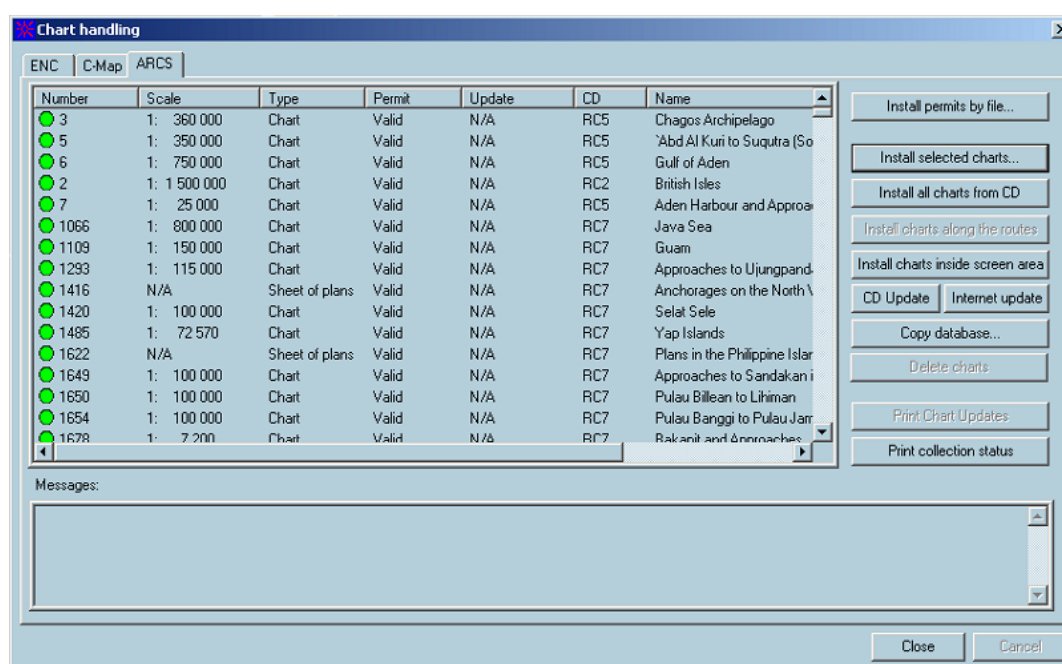 Chart handling
ENC C-Map ARCS
Number Scale Type Permit Update CD Name
3 1: 360 000 Chart Valid N/A RC5 Chagos Archipelago
5 1: 350 000 Chart Valid N/A RC5 `Abd Al Kuri to Suqutra (So
6 1: 750 000 Chart Valid N/A RC5 Gulf of Aden
2 1: 1 500 000 Chart Valid N/A RC2 British Isles
7 1: 25 000 Chart Valid N/A RC5 Aden Harbour and Approa
1066 1: 800 000 Chart Valid N/A RC7 Java Sea
1109 1: 150 000 Chart Valid N/A RC7 Guam
1293 1: 115 000 Chart Valid N/A RC7 Approaches to Ujungpand
1416 N/A Sheet of plans Valid N/A RC7 Anchorages on the North
1420 1: 100 000 Chart Valid N/A RC7 Selat Sele
1485 1: 72 570 Chart Valid N/A RC7 Yap Islands
1622 N/A Sheet of plans Valid N/A RC7 Plans in the Philippine Islar
1649 1: 100 000 Chart Valid N/A RC7 Approaches to Sandakan i
1650 1: 100 000 Chart Valid N/A RC7 Pulau Billean to Lihiman
1654 1: 100 000 Chart Valid N/A RC7 Pulau Banggi to Pulau Jam
1678 1: 7 200 Chart Valid N/A RC7 Bakapit and Approaches
Install permits by file...
Install selected charts...
Install all charts from CD
Install charts along the routes
Install charts inside screen area
CD Update Internet update
Copy database...
Delete charts
Print Chart Updates
Print collection status
Messages:
Close Cancel